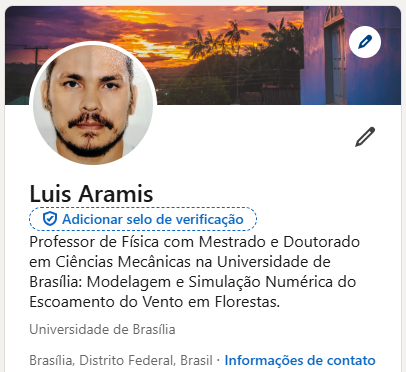 Luis Aramis
Adicionar selo de verificação
Professor de Física com Mestrado e Doutorado
em Ciências Mecânicas na Universidade de
Brasília: Modelagem e Simulação Numérica do
Escoamento do Vento em Florestas.
Universidade de Brasília
Brasília, Distrito Federal, Brasil · Informações de contato